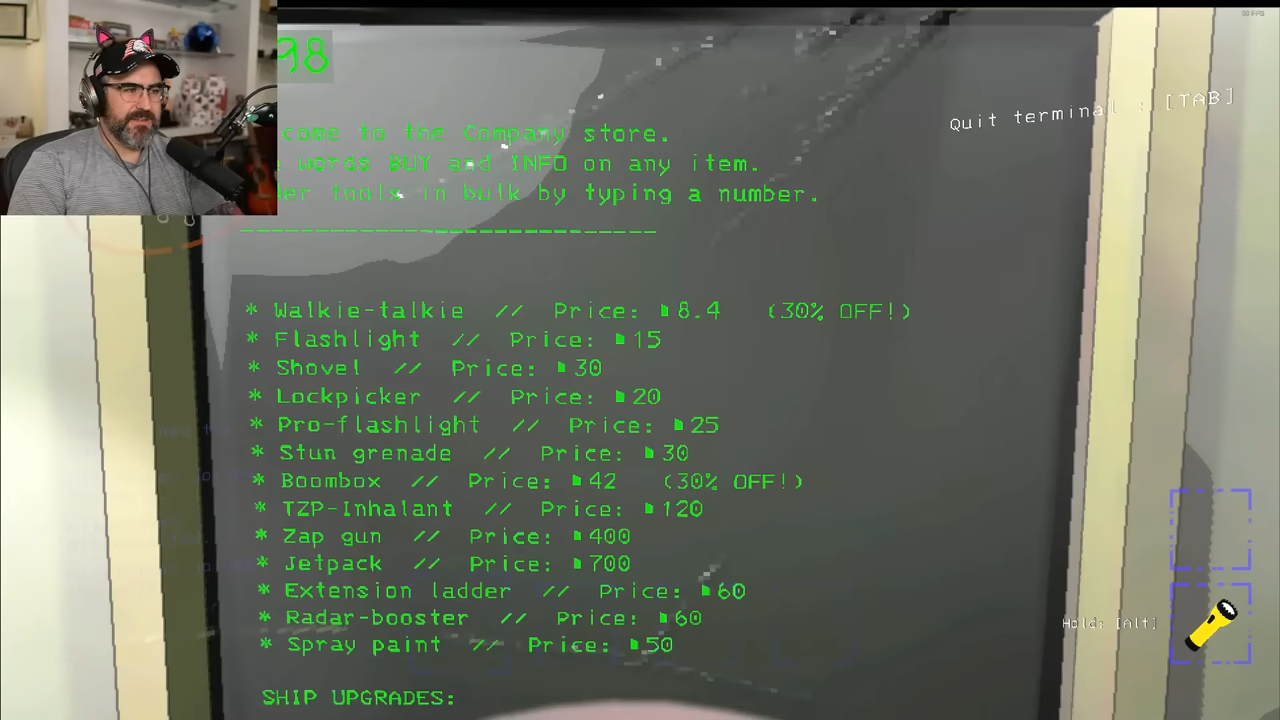 98
come to the Company store.
words BUY and INFO on any item.
tools in bulk by typing a number.
----------------------------
Quit terminal : [TAB]
* Walkie-talkie // Price: ▮8.4 (30% OFF!)
* Flashlight // Price: ▮15
* Shovel // Price: ▮30
* Lockpicker // Price: ▮20
* Pro-flashlight // Price: ▮25
* Stun grenade // Price: ▮30
* Boombox // Price: ▮42 (30% OFF!)
* TZP-Inhalant // Price: ▮120
* Zap gun // Price: ▮400
* Jetpack // Price: ▮700
* Extension ladder // Price: ▮60
* Radar-booster // Price: ▮60
* Spray paint // Price: ▮50
Hold: [Alt]
SHIP UPGRADES: